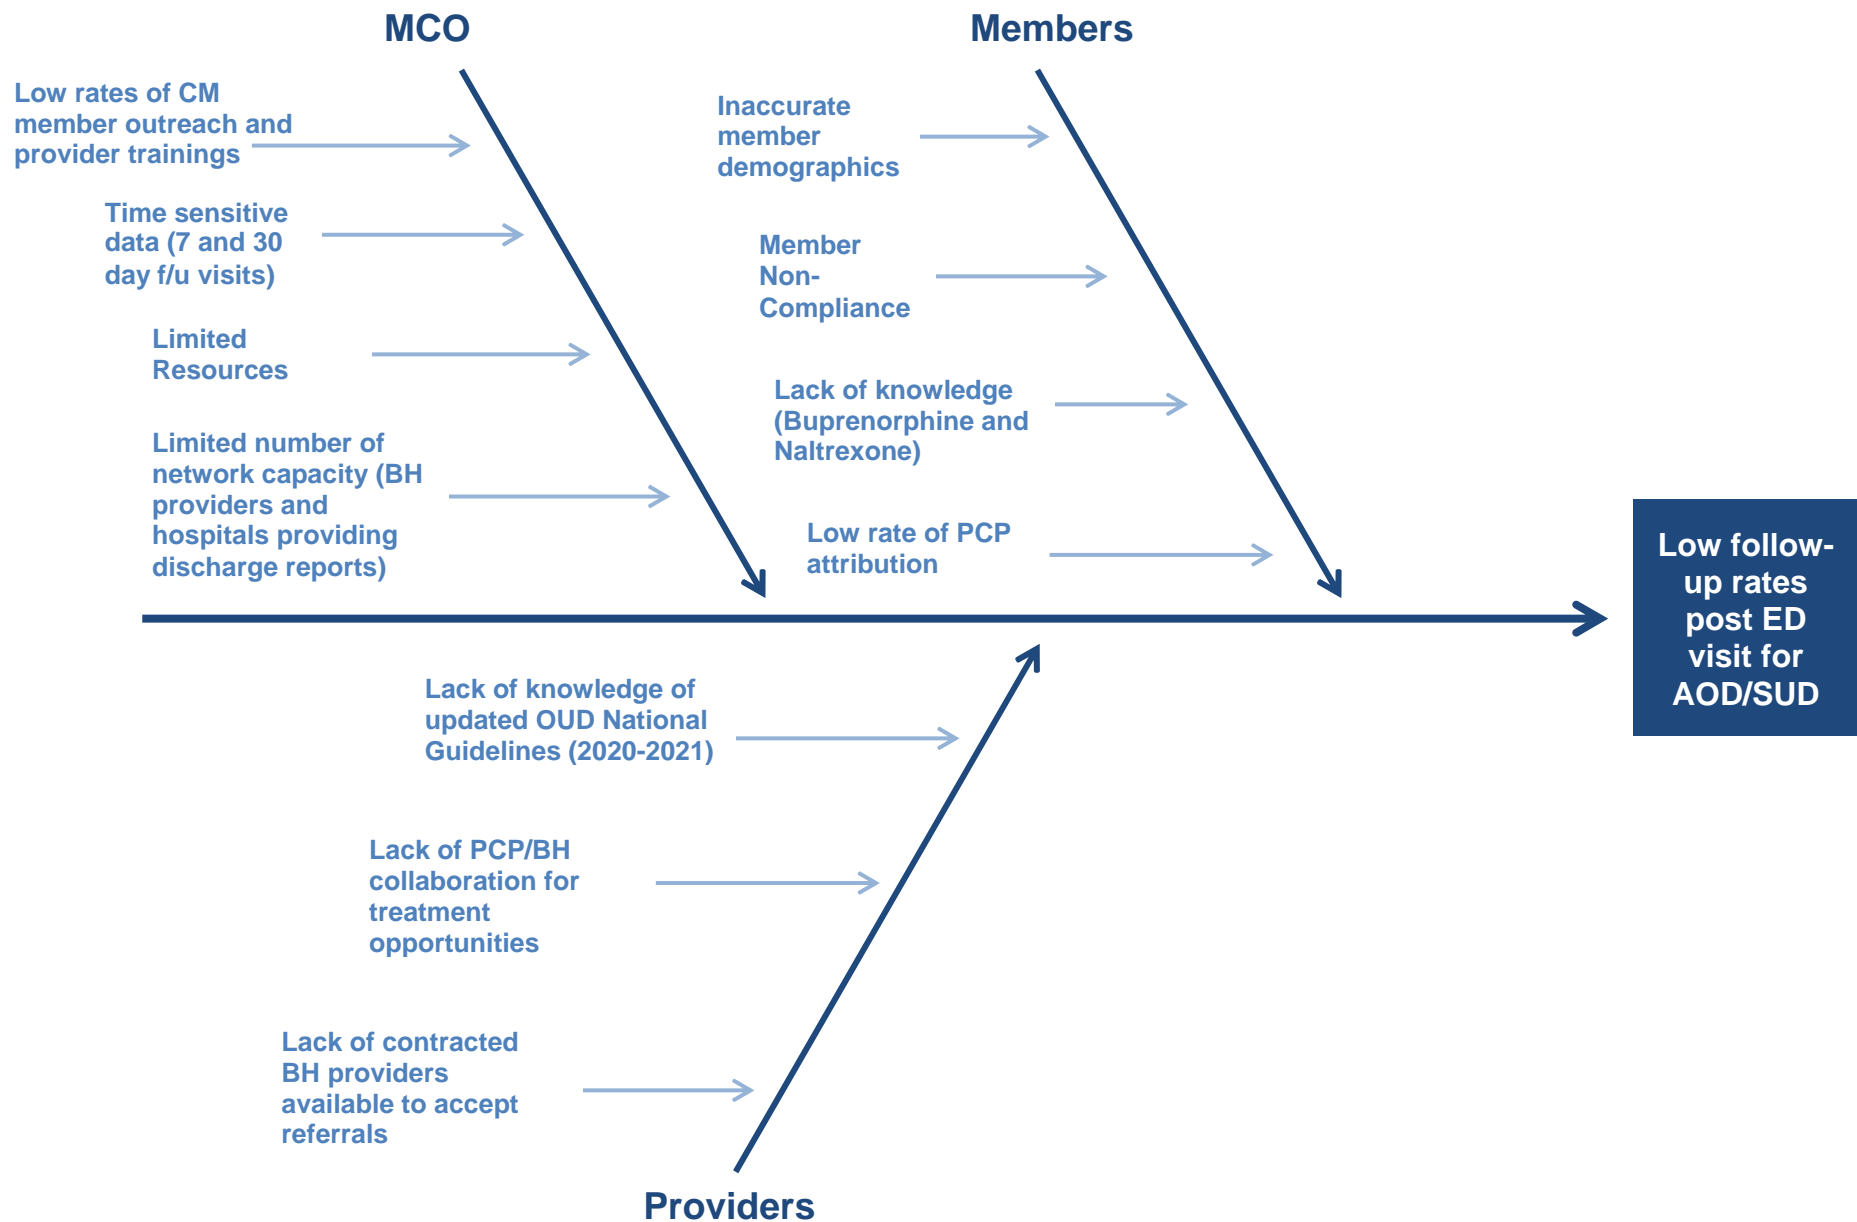 MCO
Low rates of CM
member outreach and
provider trainings
Time sensitive
data (7 and 30
day f/u visits)
Limited
Resources
Limited number of
network capacity (BH
providers and
hospitals providing
discharge reports)
Members
Inaccurate
member
demographics
Member
Non-
Compliance
Lack of knowledge
(Buprenorphine and
Naltrexone)
Low rate of PCP
attribution
Low follow-
up rates
post ED
visit for
AOD/SUD
Lack of knowledge of
updated OUD National
Guidelines (2020-2021)
Lack of PCP/BH
collaboration for
treatment
opportunities
Lack of contracted
BH providers
available to accept
referrals
Providers